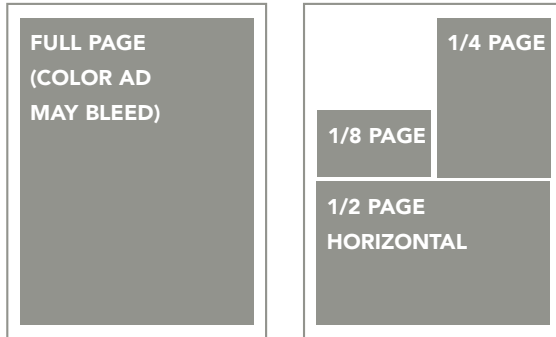 FULL PAGE
(COLOR AD
MAY BLEED)
1/4 PAGE
1/8 PAGE
1/2 PAGE
HORIZONTAL